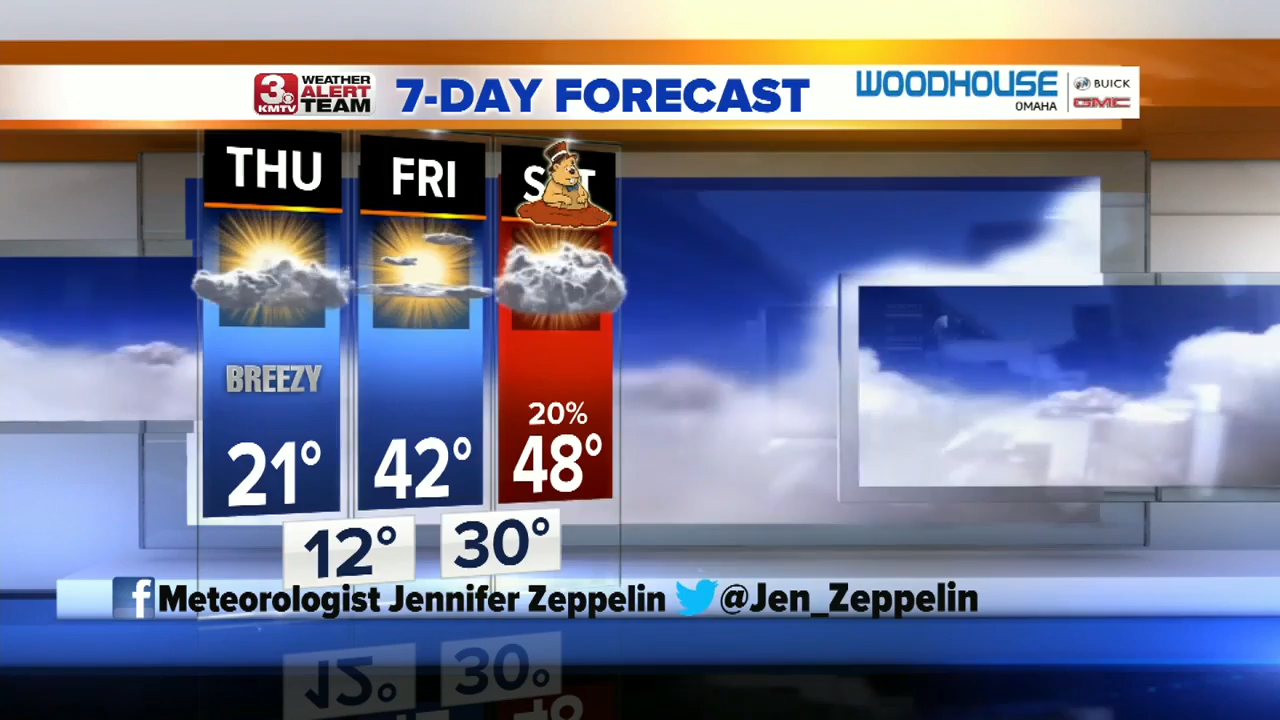 3 KMTV
WEATHER
ALERT
TEAM
7-DAY FORECAST
WOODHOUSE
OMAHA
BUICK
GMC
THU FRI SAT
BREEZY
20%
21° 42° 48°
12° 30°
f Meteorologist Jennifer Zeppelin @Jen_Zeppelin